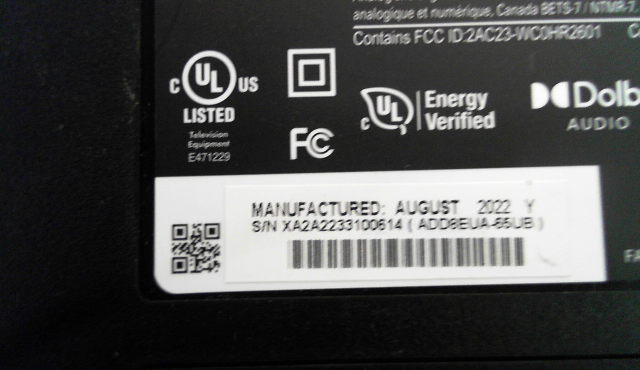 analogique et numérique, Canada BETS-7 / NTMR-7.
Contains FCC ID:2AC23-WC0HR2601
C UL US
LISTED
Television
Equipment
E471229
FC
C UL Energy
Verified
Dolb
AUDIO
MANUFACTURED: AUGUST 2022 Y
S/N XA2A2233100614 ( ADD8EUA-65UB )
FA